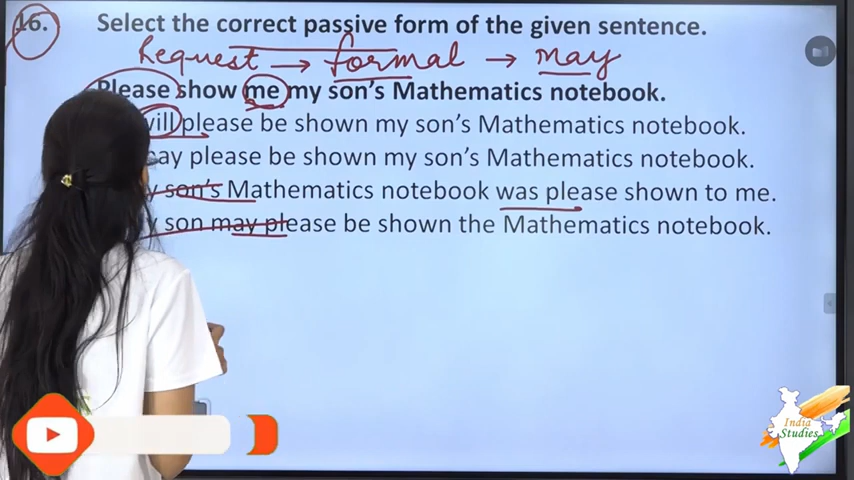 16. Select the correct passive form of the given sentence.
Request → formal → may
Please show me my son's Mathematics notebook.
will please be shown my son's Mathematics notebook.
may please be shown my son's Mathematics notebook.
son's Mathematics notebook was please shown to me.
son may please be shown the Mathematics notebook.
India
Studies